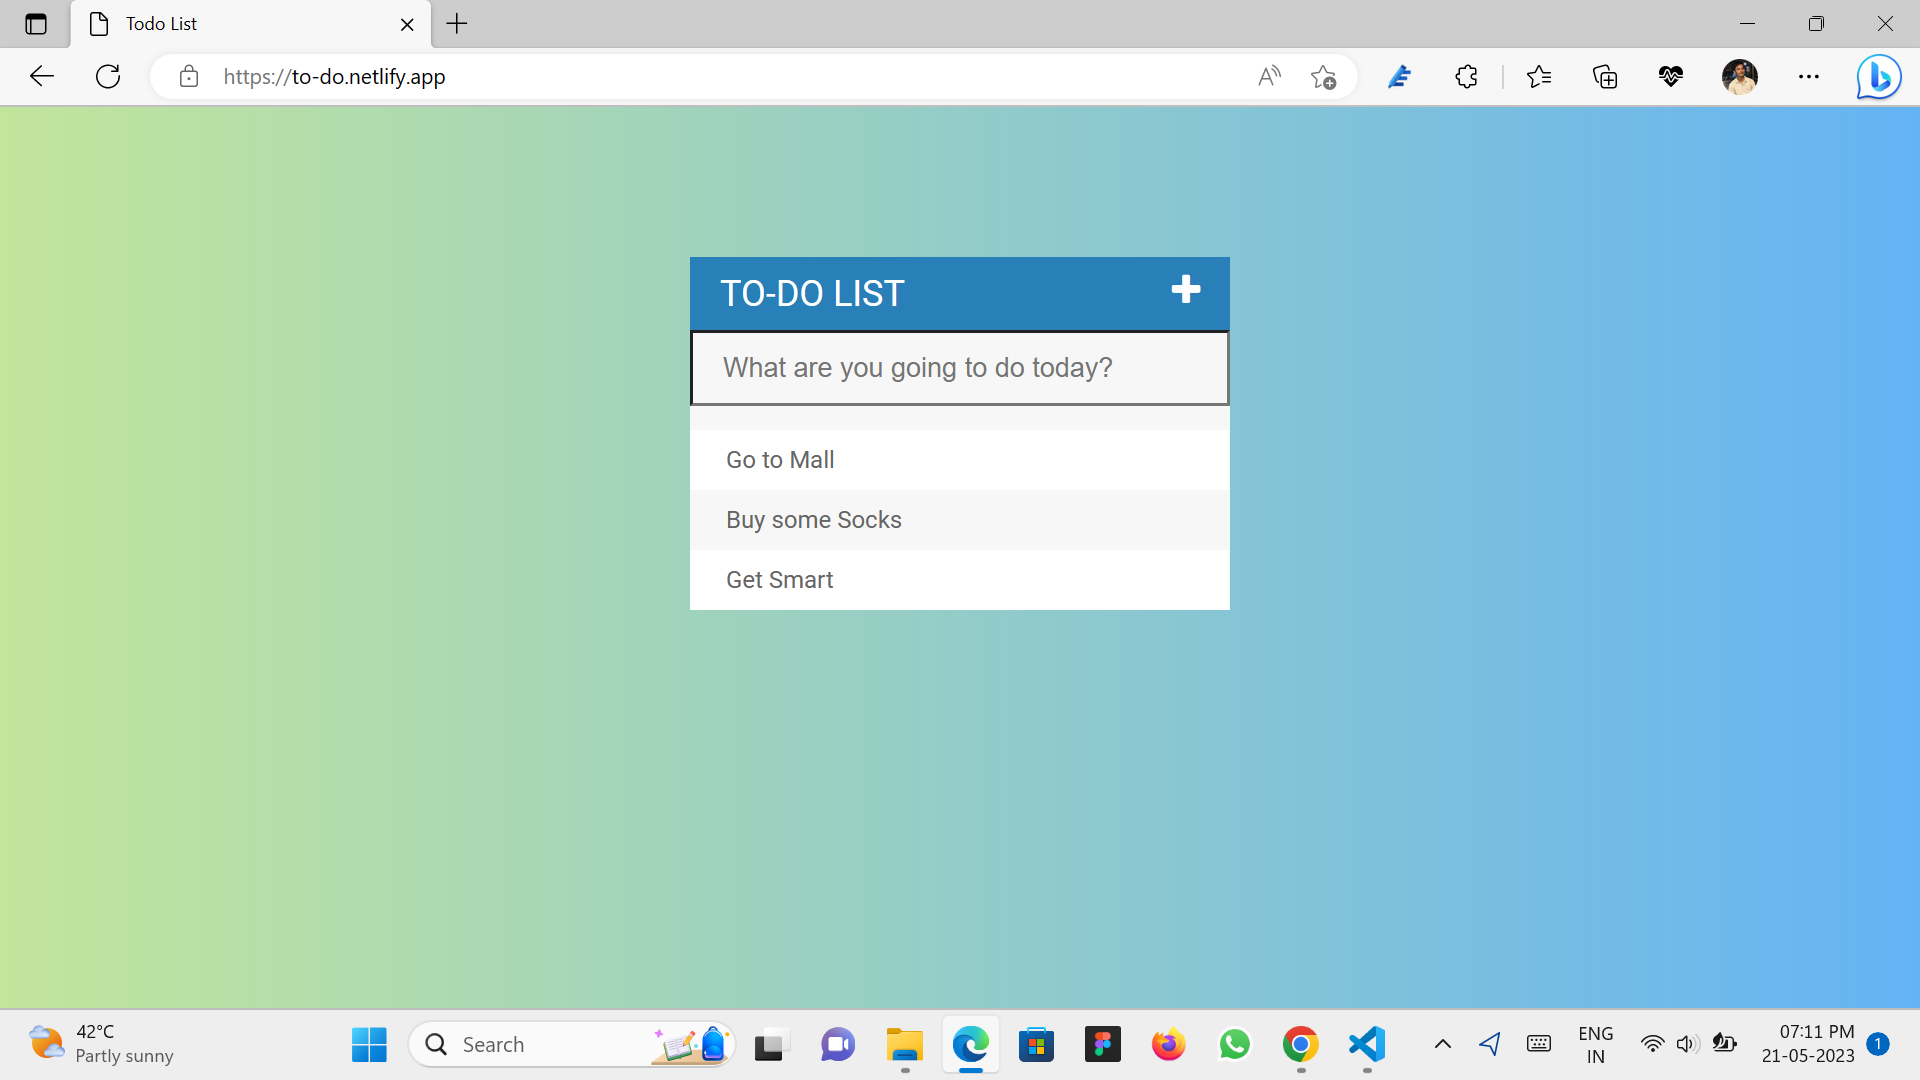 Todo List
https://to-do.netlify.app
TO-DO LIST
What are you going to do today?
Go to Mall
Buy some Socks
Get Smart
42°C
Partly sunny
Search
ENG
IN
07:11 PM
21-05-2023
1